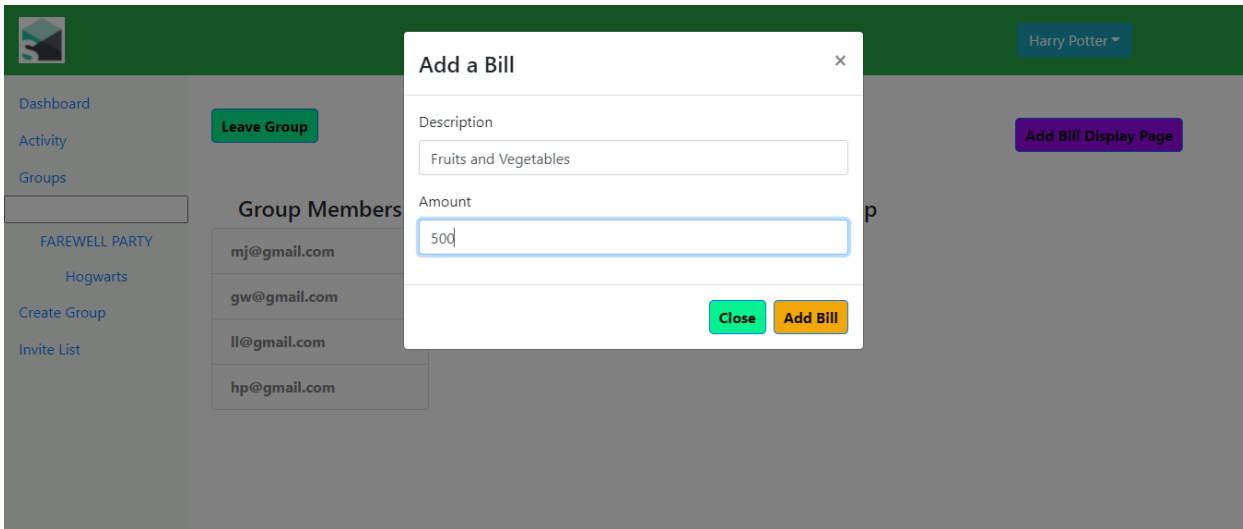 Harry Potter
Add a Bill
×
Dashboard
Activity
Groups
FAREWELL PARTY
Hogwarts
Create Group
Invite List
Leave Group
Add Bill Display Page
Group Members
p
mj@gmail.com
gw@gmail.com
ll@gmail.com
hp@gmail.com
Description
Fruits and Vegetables
Amount
500
Close
Add Bill